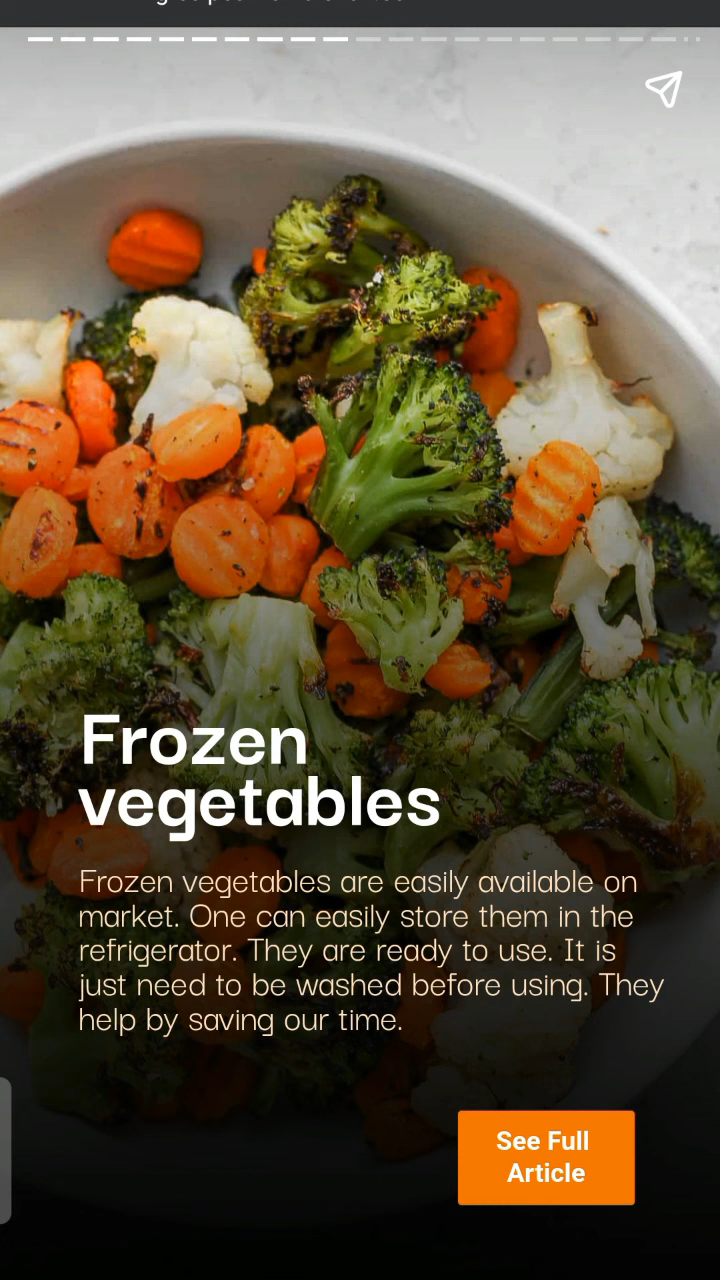 Frozen
vegetables
Frozen vegetables are easily available on
market. One can easily store them in the
refrigerator. They are ready to use. It is
just need to be washed before using. They
help by saving our time.
See Full
Article